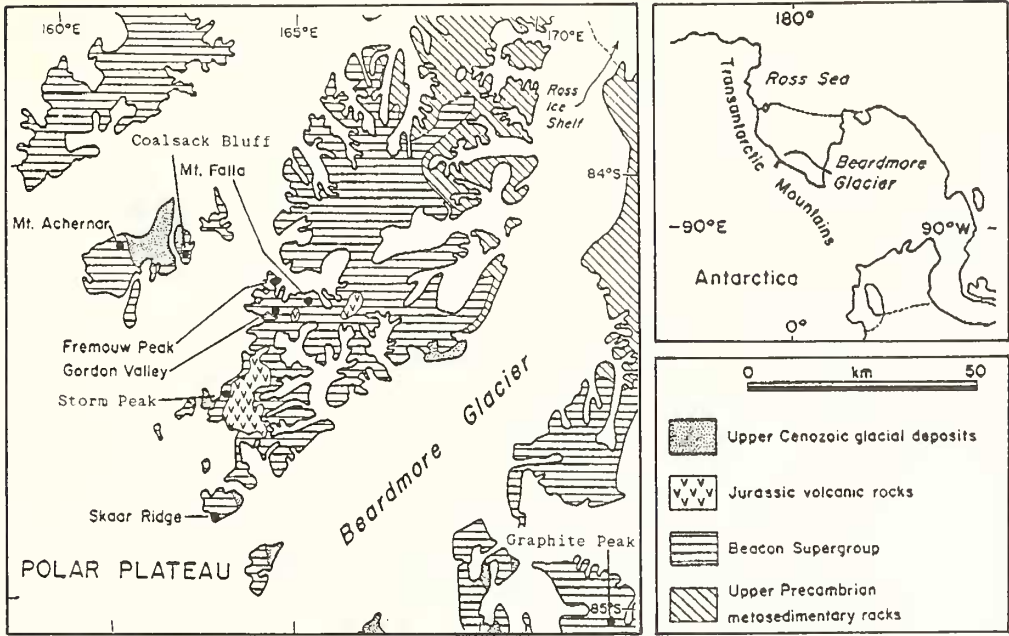 160°E
165°E
170°E
Ross
Ice
Shelf
Coalsack Bluff
Mt. Falla
84°S
Mt. Achernar
Fremouw Peak
Gordon Valley
Storm Peak
Beardmore Glacier
Skaar Ridge
Graphite Peak
POLAR PLATEAU
85°S
180°
Ross Sea
Transantarctic Mountains
Beardmore
Glacier
90°E
90°W
Antarctica
0°
0 km 50
Upper Cenozoic glacial deposits
Jurassic volcanic rocks
Beacon Supergroup
Upper Precambrian
metosedimentary racks